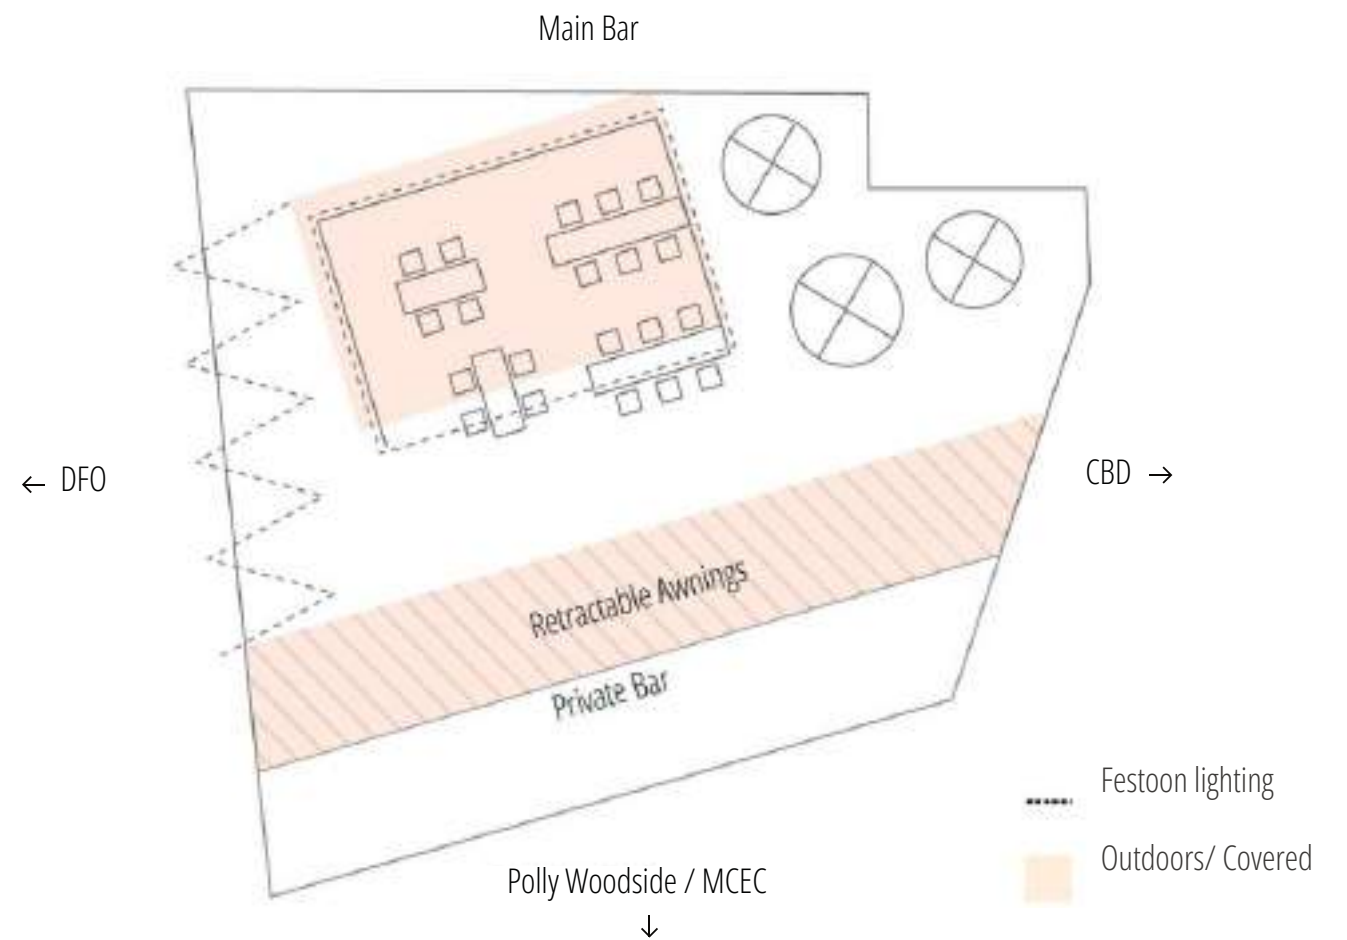 Main Bar
← DFO
CBD →
Retractable Awnings
Private Bar
Festoon lighting
Outdoors/ Covered
Polly Woodside / MCEC
↓